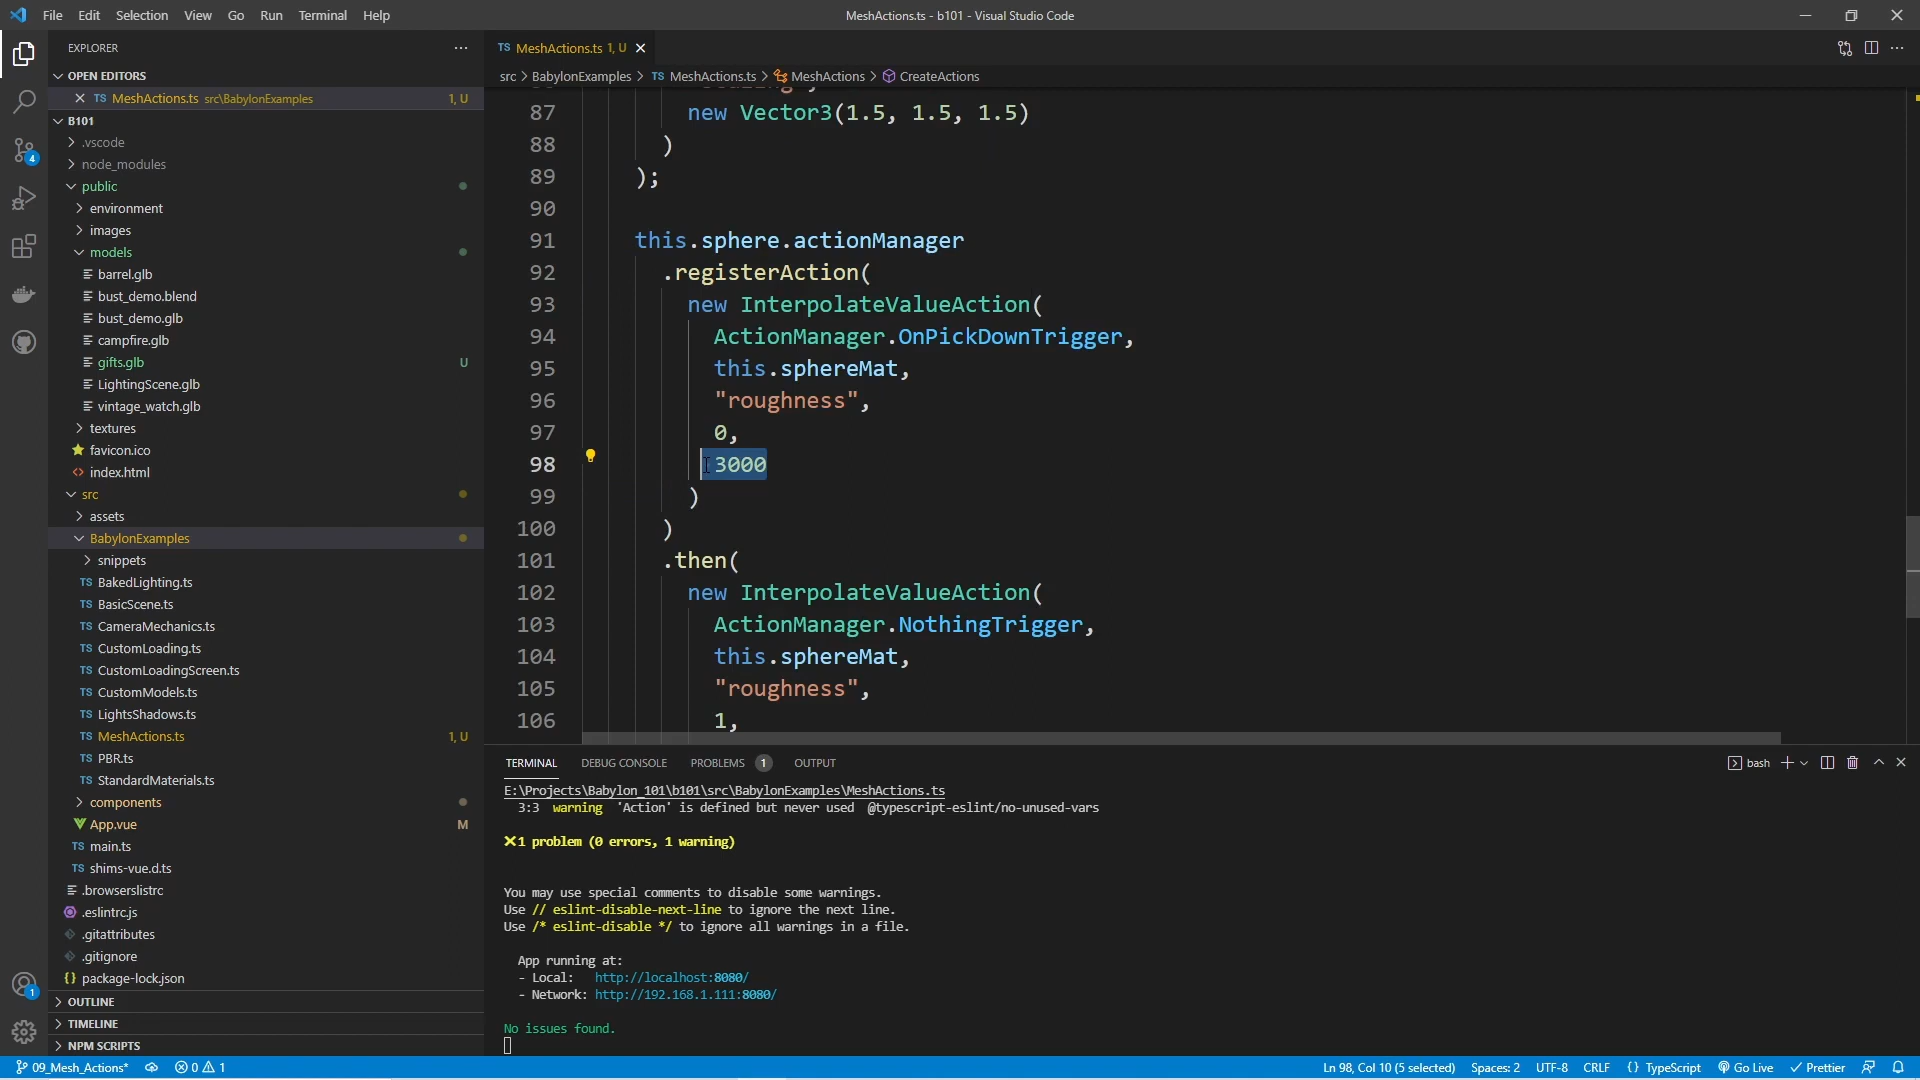 File Edit Selection View Go Run Terminal Help
MeshActions.ts - b101 - Visual Studio Code
EXPLORER
OPEN EDITORS
TS MeshActions.ts src\BabylonExamples 1, U
B101
.vscode
node_modules
public
environment
images
models
barrel.glb
bust_demo.blend
bust_demo.glb
campfire.glb
gifts.glb U
LightingScene.glb
vintage_watch.glb
textures
favicon.ico
index.html
src
assets
BabylonExamples
snippets
TS BakedLighting.ts
TS BasicScene.ts
TS CameraMechanics.ts
TS CustomLoading.ts
TS CustomLoadingScreen.ts
TS CustomModels.ts
TS LightsShadows.ts
TS MeshActions.ts 1, U
TS PBR.ts
TS StandardMaterials.ts
components
App.vue M
TS main.ts
TS shims-vue.d.ts
.browserslistrc
.eslintrc.js
.gitattributes
.gitignore
{} package-lock.json
OUTLINE
TIMELINE
NPM SCRIPTS
4
1
TS MeshActions.ts 1, U
src > BabylonExamples > TS MeshActions.ts > MeshActions > CreateActions
87 new Vector3(1.5, 1.5, 1.5)
88 )
89 );
90
91 this.sphere.actionManager
92 .registerAction(
93 new InterpolateValueAction(
94 ActionManager.OnPickDownTrigger,
95 this.sphereMat,
96 "roughness",
97 0,
98 3000
99 )
100 )
101 .then(
102 new InterpolateValueAction(
103 ActionManager.NothingTrigger,
104 this.sphereMat,
105 "roughness",
106 1,
TERMINAL DEBUG CONSOLE PROBLEMS 1 OUTPUT
bash
E:\Projects\Babylon_101\b101\src\BabylonExamples\MeshActions.ts
3:3 warning 'Action' is defined but never used @typescript-eslint/no-unused-vars
✕1 problem (0 errors, 1 warning)
You may use special comments to disable some warnings.
Use // eslint-disable-next-line to ignore the next line.
Use /* eslint-disable */ to ignore all warnings in a file.
App running at:
- Local: http://localhost:8080/
- Network: http://192.168.1.111:8080/
No issues found.
09_Mesh_Actions* 0 1
Ln 98, Col 10 (5 selected) Spaces: 2 UTF-8 CRLF {} TypeScript Go Live Prettier